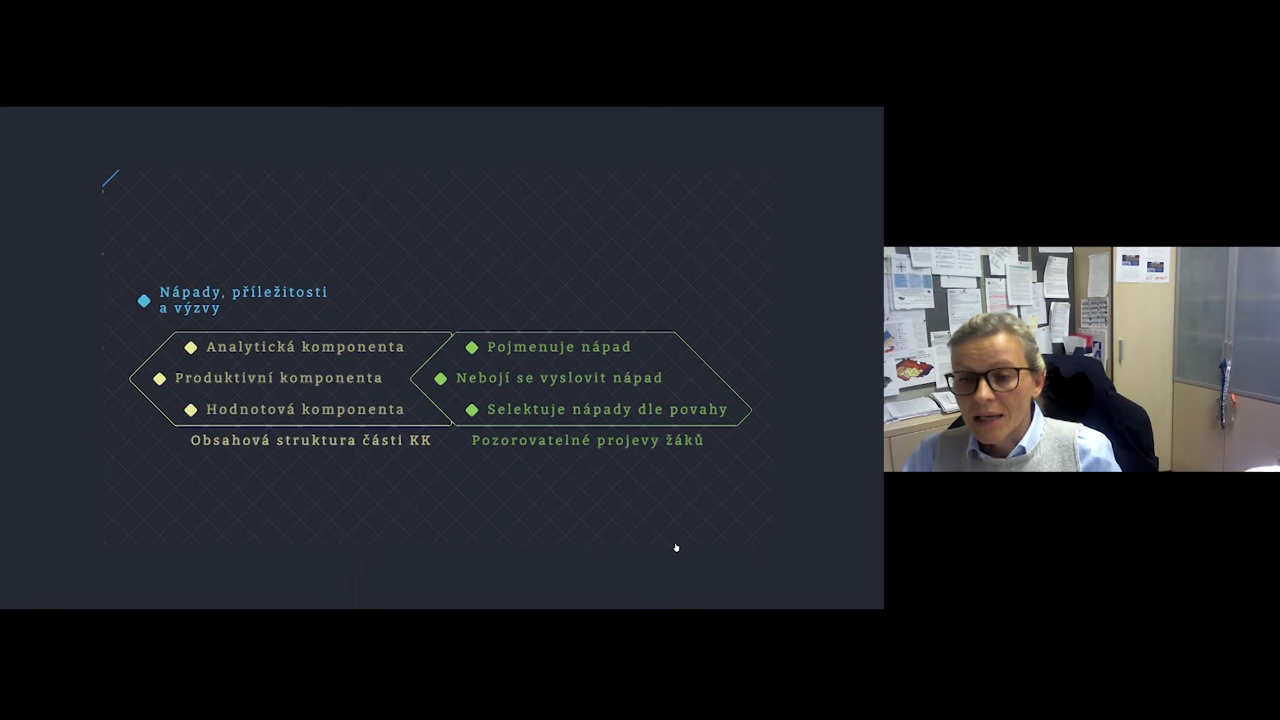 Nápady, příležitosti
a výzvy
Analytická komponenta
Pojmenuje nápad
Produktivní komponenta
Nebojí se vyslovit nápad
Hodnotová komponenta
Selektuje nápady dle povahy
Obsahová struktura části KK
Pozorovatelné projevy žáků